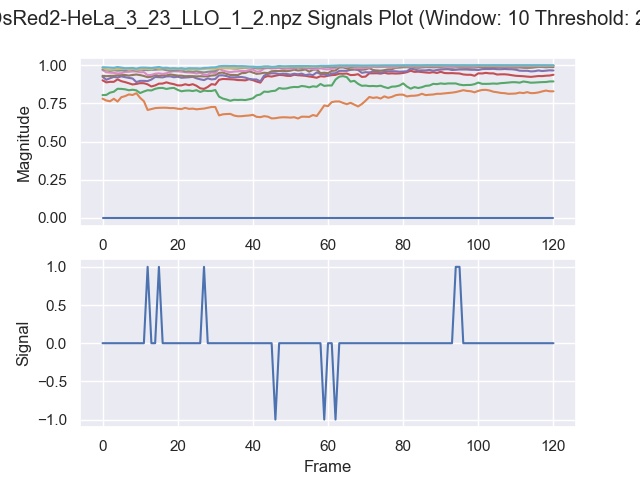 DsRed2-HeLa_3_23_LLO_1_2.npz Signals Plot (Window: 10 Threshold: 2
1.00
0.75
0.50
0.25
0.00
Magnitude
0 20 40 60 80 100 120
1.0
0.5
0.0
−0.5
−1.0
Signal
0 20 40 60 80 100 120
Frame